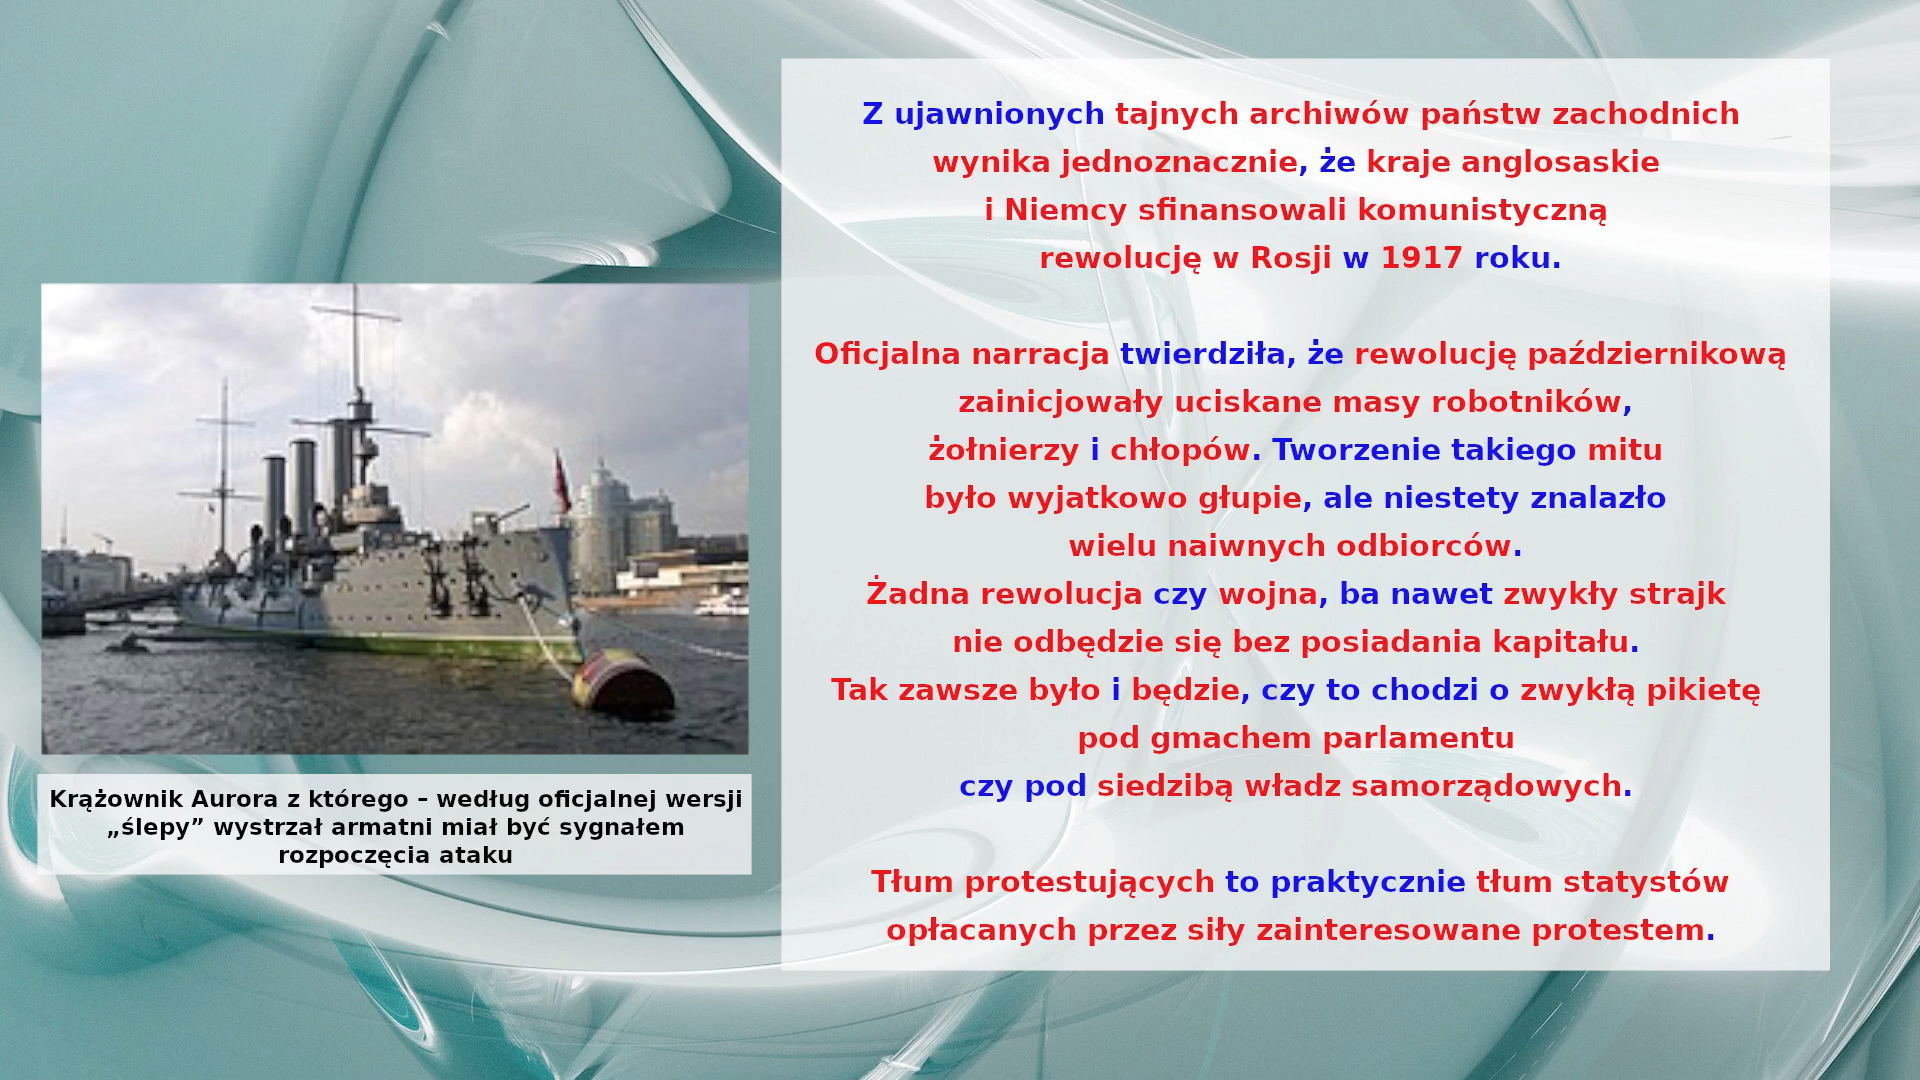 Z ujawnionych tajnych archiwów państw zachodnich
wynika jednoznacznie, że kraje anglosaskie
i Niemcy sfinansowali komunistyczną
rewolucję w Rosji w 1917 roku.
Oficjalna narracja twierdziła, że rewolucję październikową
zainicjowały uciskane masy robotników,
żołnierzy i chłopów. Tworzenie takiego mitu
było wyjatkowo głupie, ale niestety znalazło
wielu naiwnych odbiorców.
Żadna rewolucja czy wojna, ba nawet zwykły strajk
nie odbędzie się bez posiadania kapitału.
Tak zawsze było i będzie, czy to chodzi o zwykłą pikietę
pod gmachem parlamentu
czy pod siedzibą władz samorządowych.
Tłum protestujących to praktycznie tłum statystów
opłacanych przez siły zainteresowane protestem.
Krążownik Aurora z którego – według oficjalnej wersji
„ślepy” wystrzał armatni miał być sygnałem
rozpoczęcia ataku